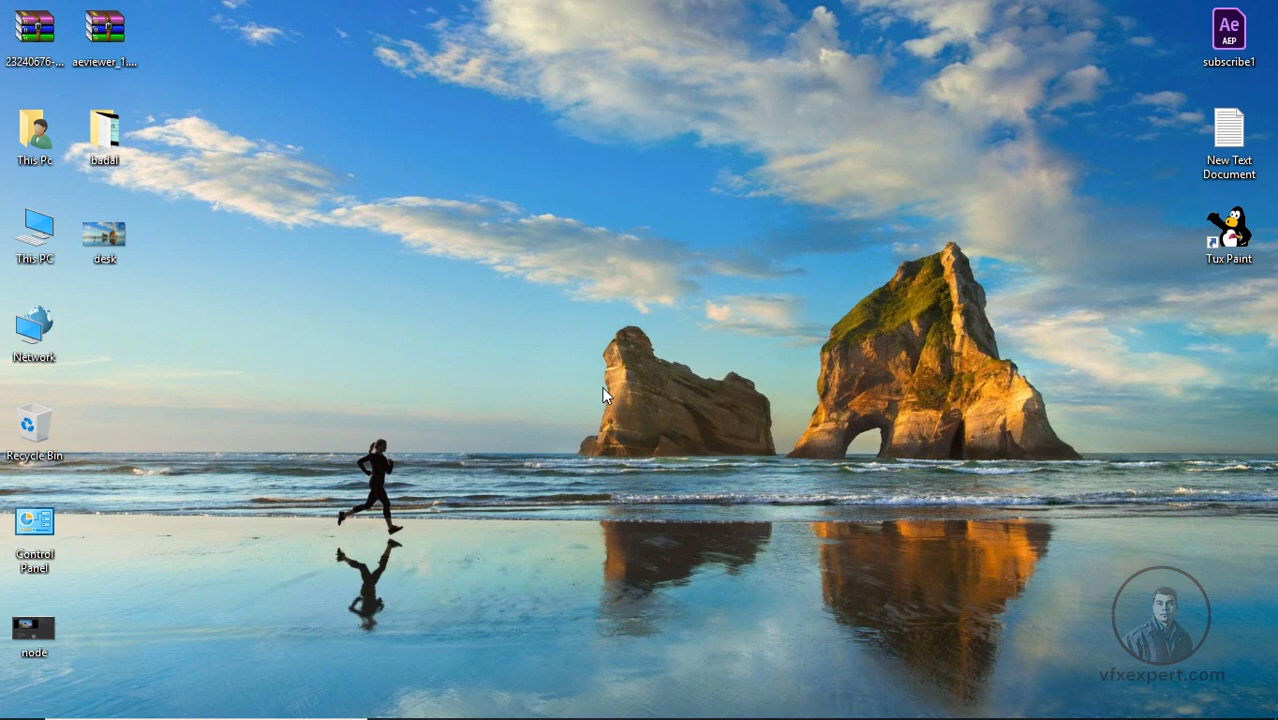 23240676-...
aeviewer_1....
Ae
AEP
subscribe1
This Pc
badal
New Text
Document
This PC
desk
Tux Paint
Network
Recycle Bin
Control
Panel
node
vfxexpert.com